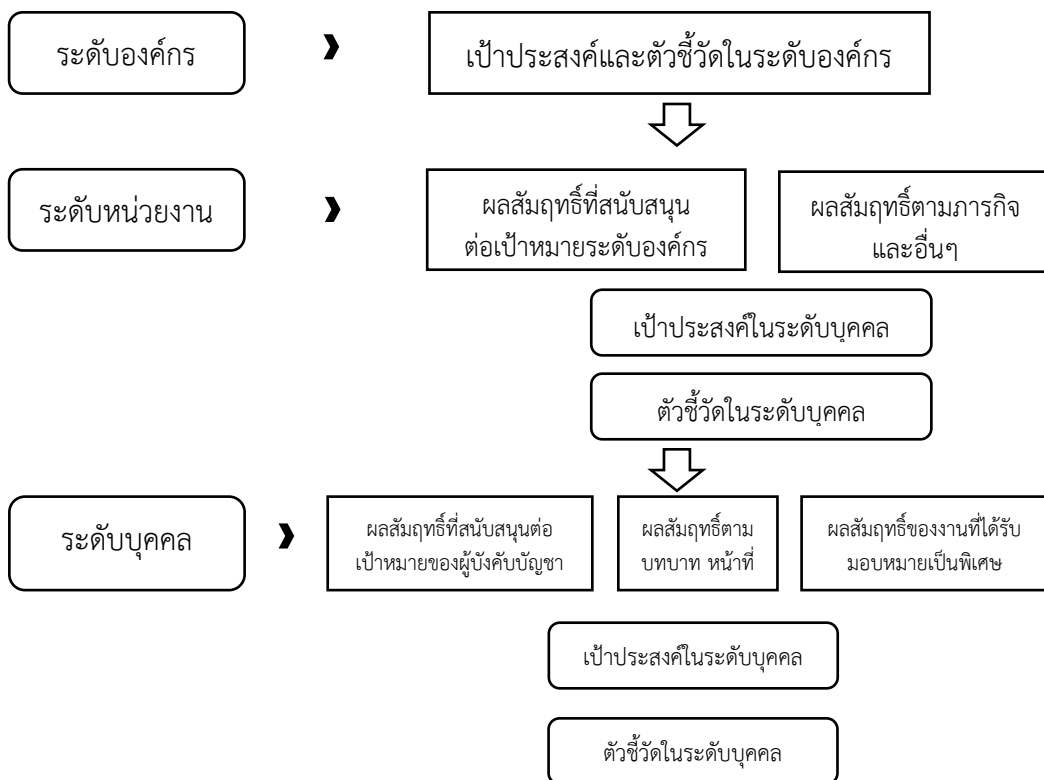 ระดับองค์กร
❱
เป้าประสงค์และตัวชี้วัดในระดับองค์กร
ระดับหน่วยงาน
❱
ผลสัมฤทธิ์ที่สนับสนุน
ต่อเป้าหมายระดับองค์กร
ผลสัมฤทธิ์ตามภารกิจ
และอื่นๆ
เป้าประสงค์ในระดับบุคคล
ตัวชี้วัดในระดับบุคคล
ระดับบุคคล
❱
ผลสัมฤทธิ์ที่สนับสนุนต่อ
เป้าหมายของผู้บังคับบัญชา
ผลสัมฤทธิ์ตาม
บทบาท หน้าที่
ผลสัมฤทธิ์ของงานที่ได้รับ
มอบหมายเป็นพิเศษ
เป้าประสงค์ในระดับบุคคล
ตัวชี้วัดในระดับบุคคล